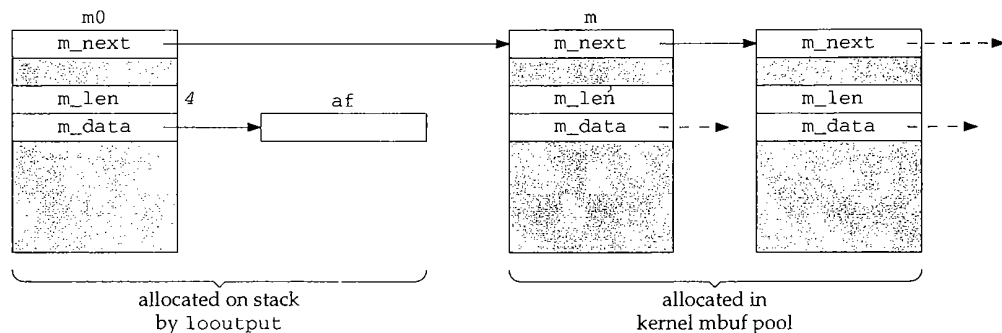 m0
m
m_next
m_next
m_next
m_len
4
af
m_len
m_len
m_data
m_data
m_data
allocated on stack
by looutput
allocated in
kernel mbuf pool